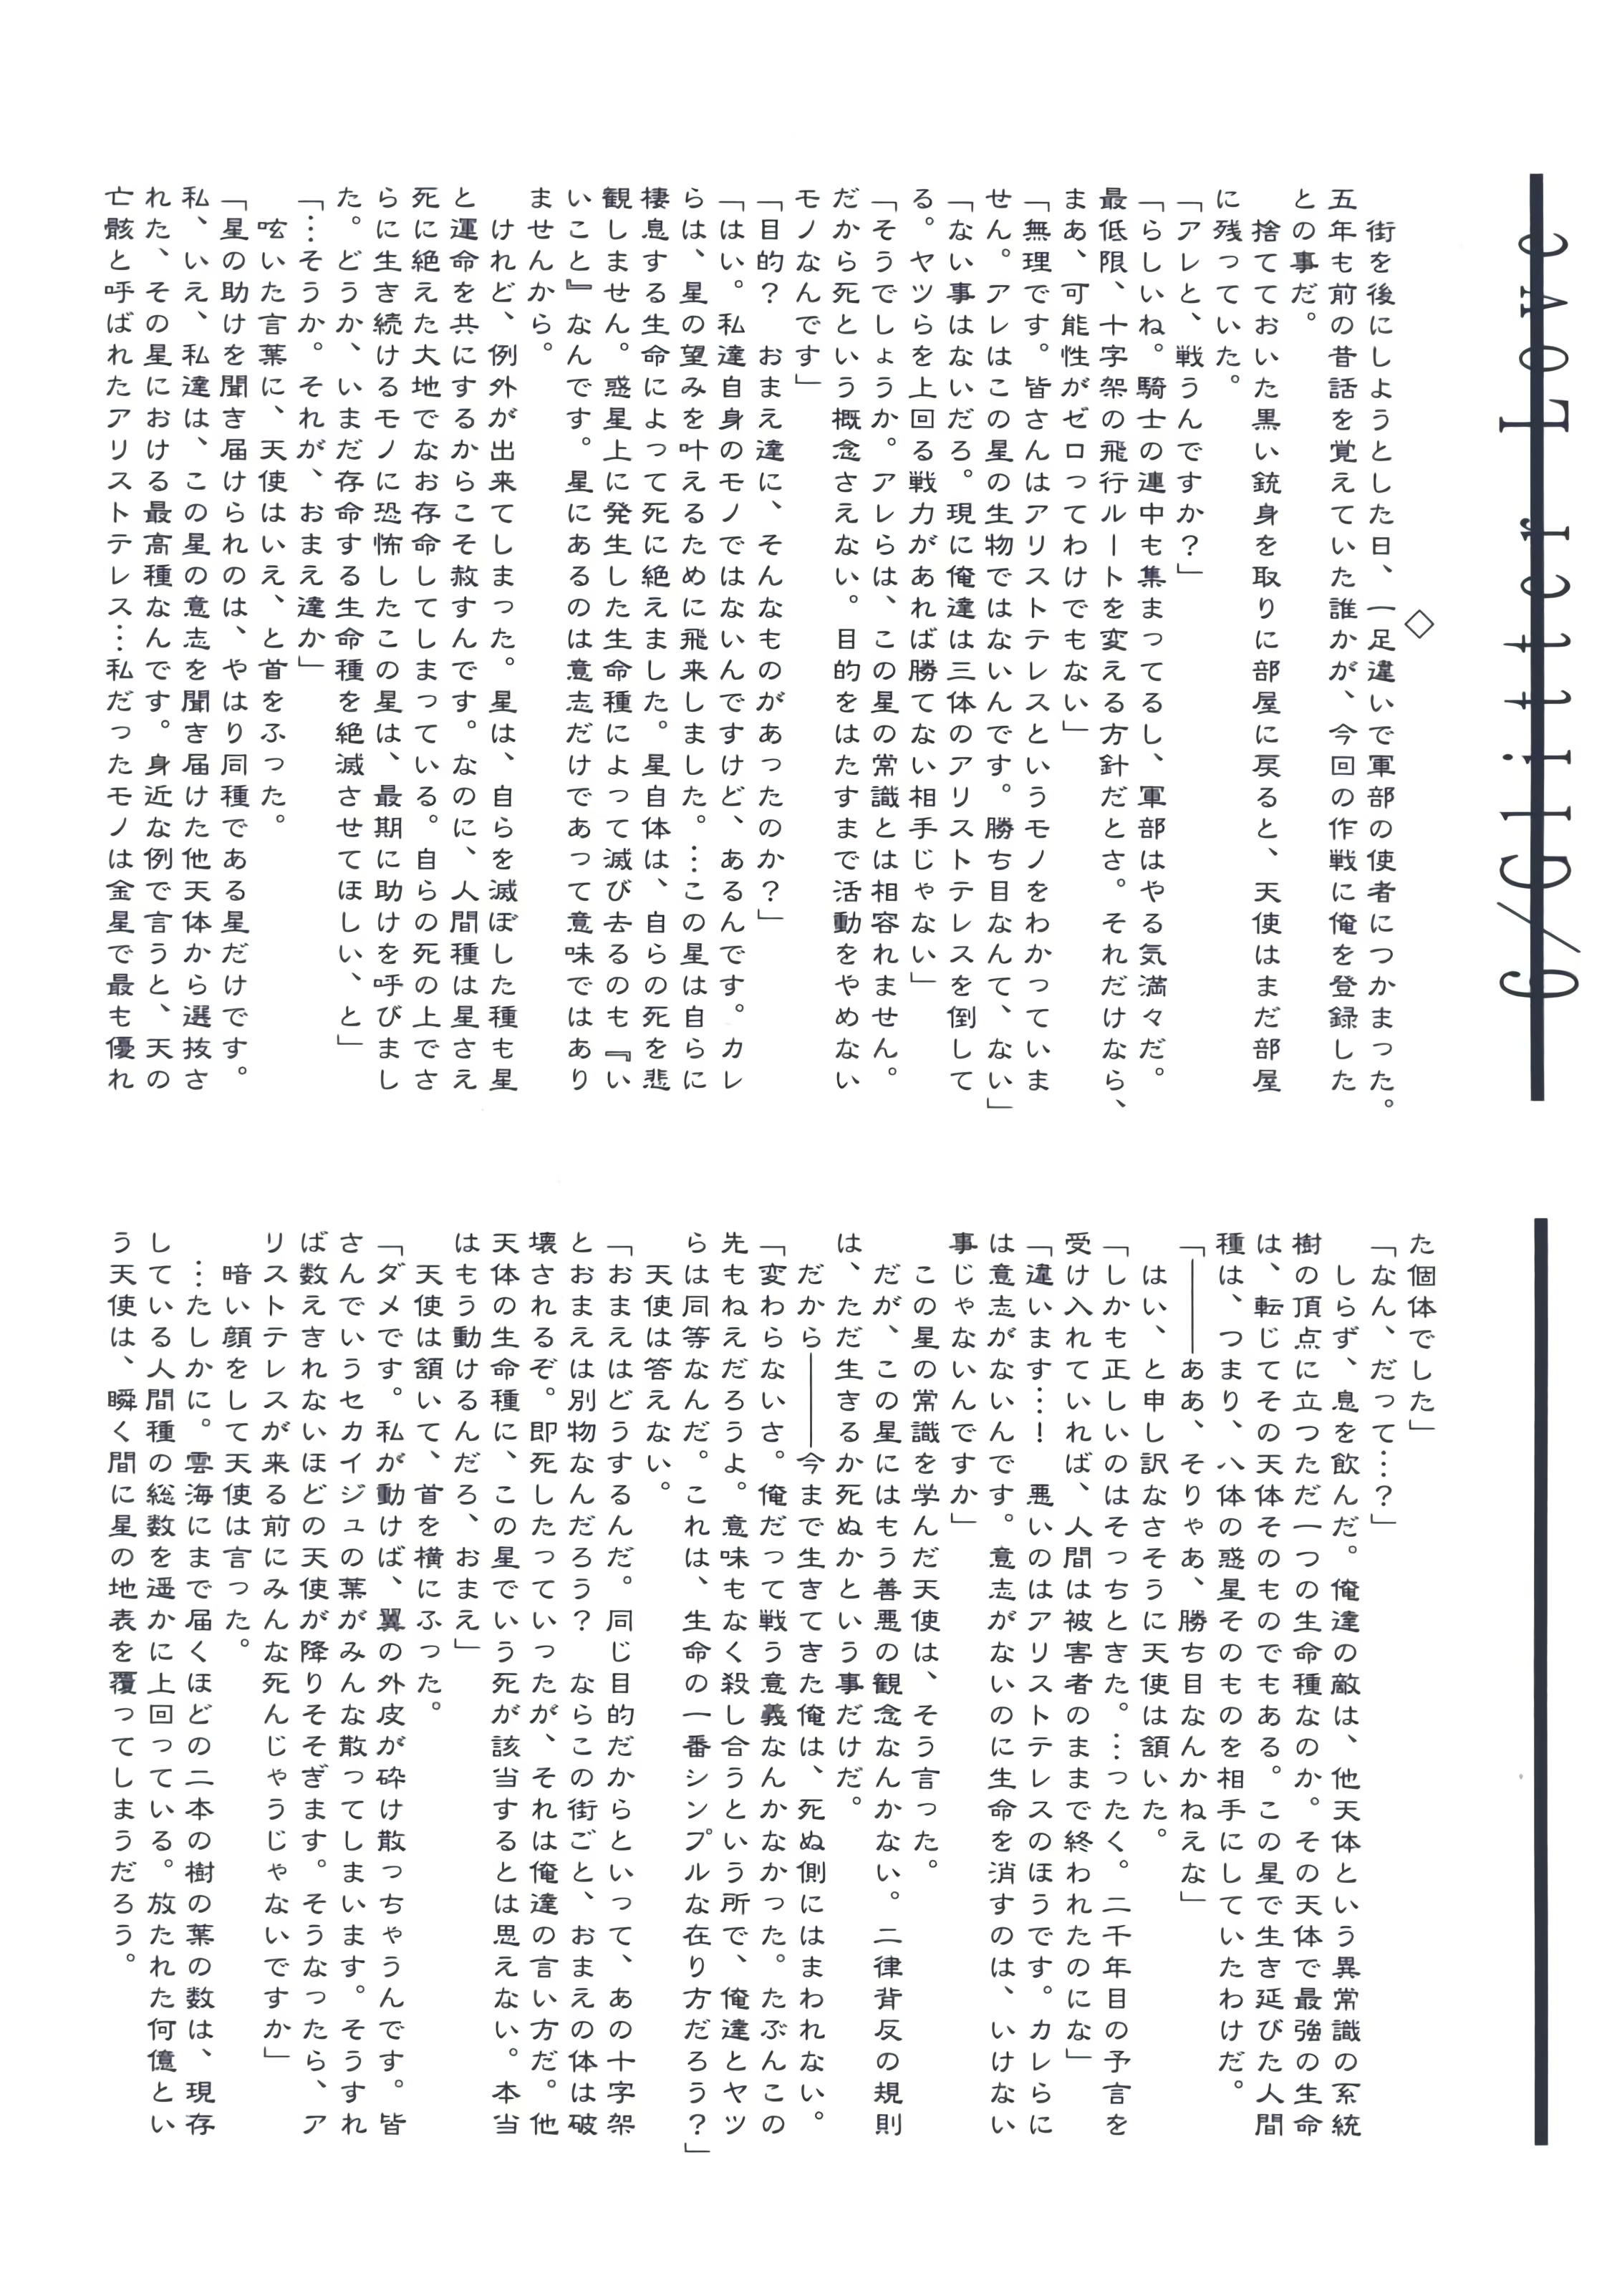 ◇
街を後にしようとした日、一足違いで軍部の使者につかまった。
五年も前の昔話を覚えていた誰かが、今回の作戦に俺を登録した
との事だ。
捨てておいた黒い銃身を取りに部屋に戻ると、天使はまだ部屋
に残っていた。
「アレと、戦うんですか？」
「らしいね。騎士の連中も集まってるし、軍部はやる気満々だ。
最低限、十字架の飛行ルートを変える方針だとさ。それだけなら、
まあ、可能性がゼロってわけでもない」
「無理です。皆さんはアリストテレスというモノをわかっていま
せん。アレはこの星の生物ではないんです。勝ち目なんて、ない」
「ない事はないだろ。現に俺達は三体のアリストテレスを倒して
る。ヤツらを上回る戦力があれば勝てない相手じゃない」
「そうでしょうか。アレらは、この星の常識とは相容れません。
だから死という概念さえない。目的をはたすまで活動をやめない
モノなんです」
「目的？　おまえ達に、そんなものがあったのか？」
「はい。私達自身のモノではないんですけど、あるんです。カレ
らは、星の望みを叶えるために飛来しました。…この星は自らに
棲息する生命によって死に絶えました。星自体は、自らの死を悲
観しません。惑星上に発生した生命種によって滅び去るのも『い
いこと』なんです。星にあるのは意志だけであって意味ではあり
ませんから。
けれど、例外が出来てしまった。星は、自らを滅ぼした種も星
と運命を共にするからこそ赦すんです。なのに、人間種は星さえ
死に絶えた大地でなお存命してしまっている。自らの死の上でさ
らに生き続けるモノに恐怖したこの星は、最期に助けを呼びまし
た。どうか、いまだ存命する生命種を絶滅させてほしい、と」
「…そうか。それが、おまえ達か」
呟いた言葉に、天使はいえ、と首をふった。
「星の助けを聞き届けられのは、やはり同種である星だけです。
私、いえ、私達は、この星の意志を聞き届けた他天体から選抜さ
れた、その星における最高種なんです。身近な例で言うと、天の
亡骸と呼ばれたアリストテレス…私だったモノは金星で最も優れ
た個体でした」
「なん、だって…？」
しらず、息を飲んだ。俺達の敵は、他天体という異常識の系統
樹の頂点に立つただ一つの生命種なのか。その天体で最強の生命
は、転じてその天体そのものでもある。この星で生き延びた人間
種は、つまり、八体の惑星そのものを相手にしていたわけだ。
「――――ああ、そりゃあ、勝ち目なんかねえな」
はい、と申し訳なさそうに天使は頷いた。
「しかも正しいのはそっちときた。…ったく。二千年目の予言を
受け入れていれば、人間は被害者のままで終われたのにな」
「違います…！　悪いのはアリストテレスのほうです。カレらに
は意志がないんです。意志がないのに生命を消すのは、いけない
事じゃないんですか」
この星の常識を学んだ天使は、そう言った。
だが、この星にはもう善悪の観念なんかない。二律背反の規則
は、ただ生きるか死ぬかという事だけだ。
だから――――今まで生きてきた俺は、死ぬ側にはまわれない。
「変わらないさ。俺だって戦う意義なんかなかった。たぶんこの
先もねえだろうよ。意味もなく殺し合うという所で、俺達とヤツ
らは同等なんだ。これは、生命の一番シンプルな在り方だろう？」
天使は答えない。
「おまえはどうするんだ。同じ目的だからといって、あの十字架
とおまえは別物なんだろう？　ならこの街ごと、おまえの体は破
壊されるぞ。即死したっていったが、それは俺達の言い方だ。他
天体の生命種に、この星でいう死が該当するとは思えない。本当
はもう動けるんだろ、おまえ」
天使は頷いて、首を横にふった。
「ダメです。私が動けば、翼の外皮が砕け散っちゃうんです。皆
さんでいうセカイジュの葉がみんな散ってしまいます。そうすれ
ば数えきれないほどの天使が降りそそぎます。そうなったら、ア
リストテレスが来る前にみんな死んじゃうじゃないですか」
暗い顔をして天使は言った。
…たしかに。雲海にまで届くほどの二本の樹の葉の数は、現存
している人間種の総数を遥かに上回っている。放たれた何億とい
う天使は、瞬く間に星の地表を覆ってしまうだろう。